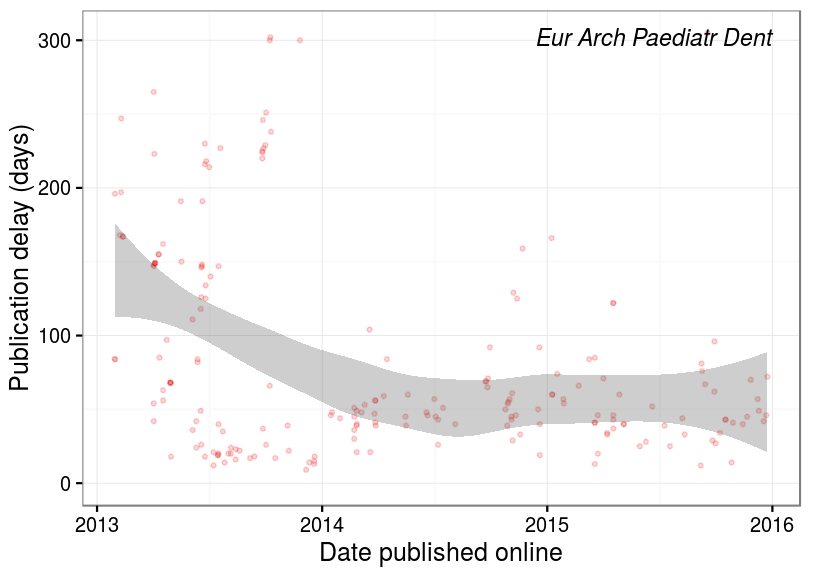 Eur Arch Paediatr Dent
Publication delay (days)
300
200
100
0
2013
2014
2015
2016
Date published online